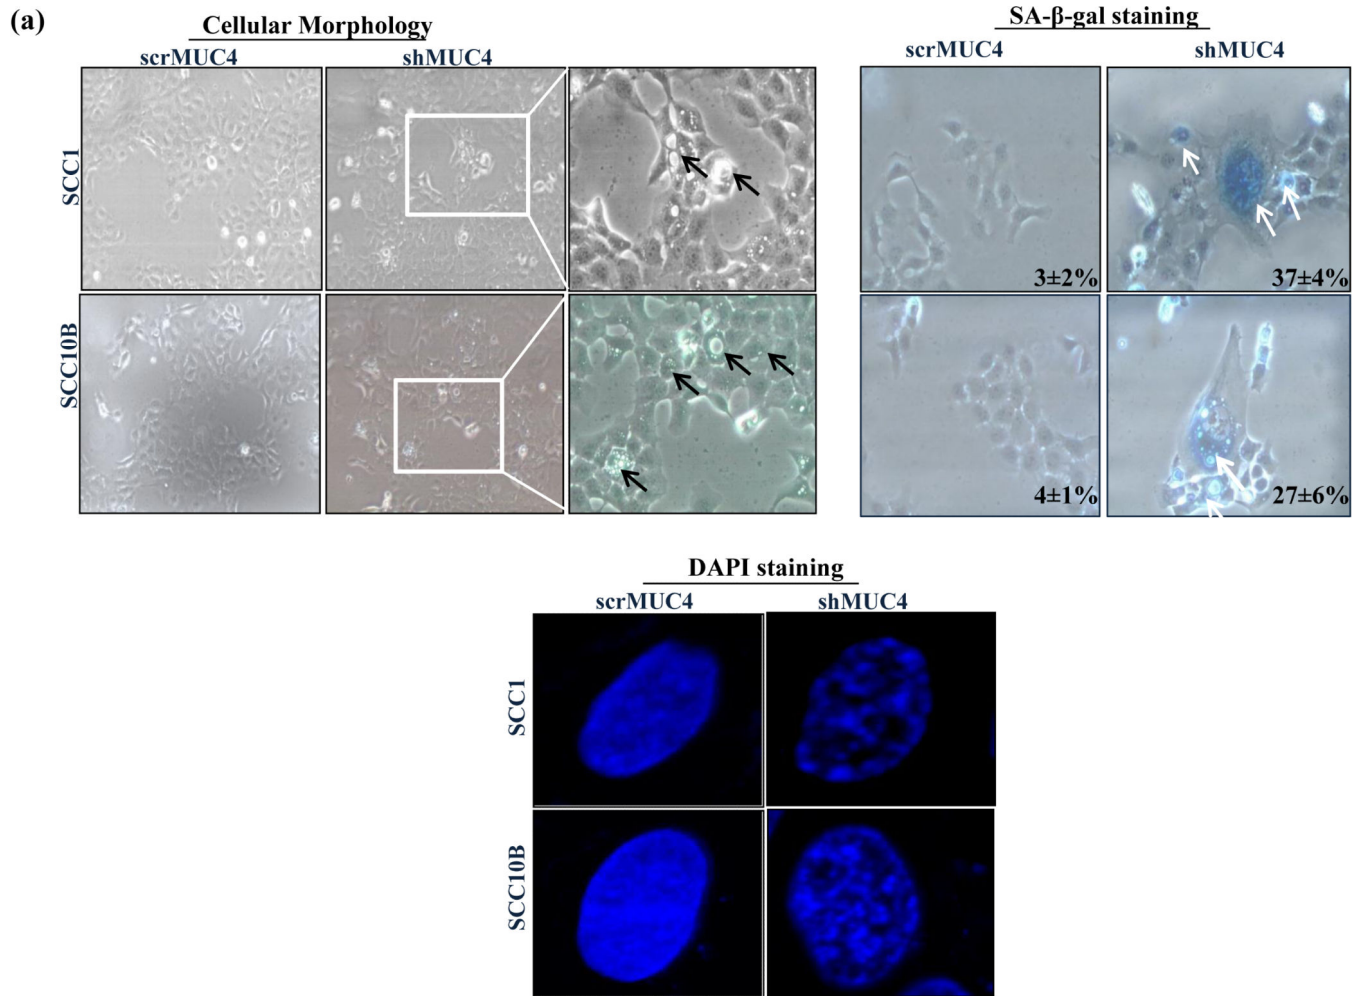 (a)
Cellular Morphology
scrMUC4 shMUC4
SCC1
SCC10B
SA-β-gal staining
scrMUC4 shMUC4
3±2% 37±4%
4±1% 27±6%
DAPI staining
scrMUC4 shMUC4
SCC1
SCC10B